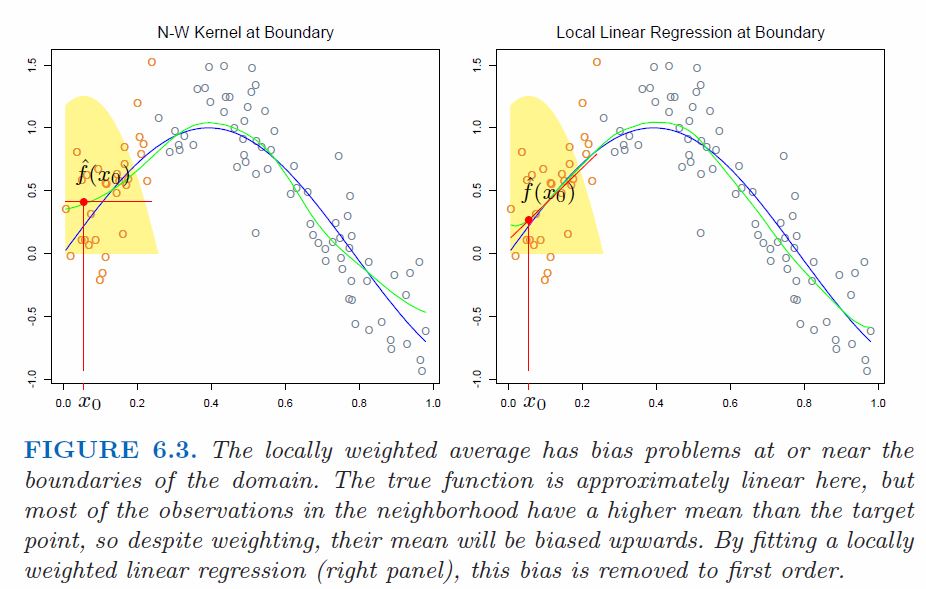 N-W Kernel at Boundary
Local Linear Regression at Boundary
1.5
1.0
0.5
0.0
-0.5
-1.0
f̂(x₀)
0.0 x₀ 0.2 0.4 0.6 0.8 1.0
1.5
1.0
0.5
0.0
-0.5
-1.0
f̂(x₀)
0.0 x₀ 0.2 0.4 0.6 0.8 1.0
FIGURE 6.3. The locally weighted average has bias problems at or near the
boundaries of the domain. The true function is approximately linear here, but
most of the observations in the neighborhood have a higher mean than the target
point, so despite weighting, their mean will be biased upwards. By fitting a locally
weighted linear regression (right panel), this bias is removed to first order.